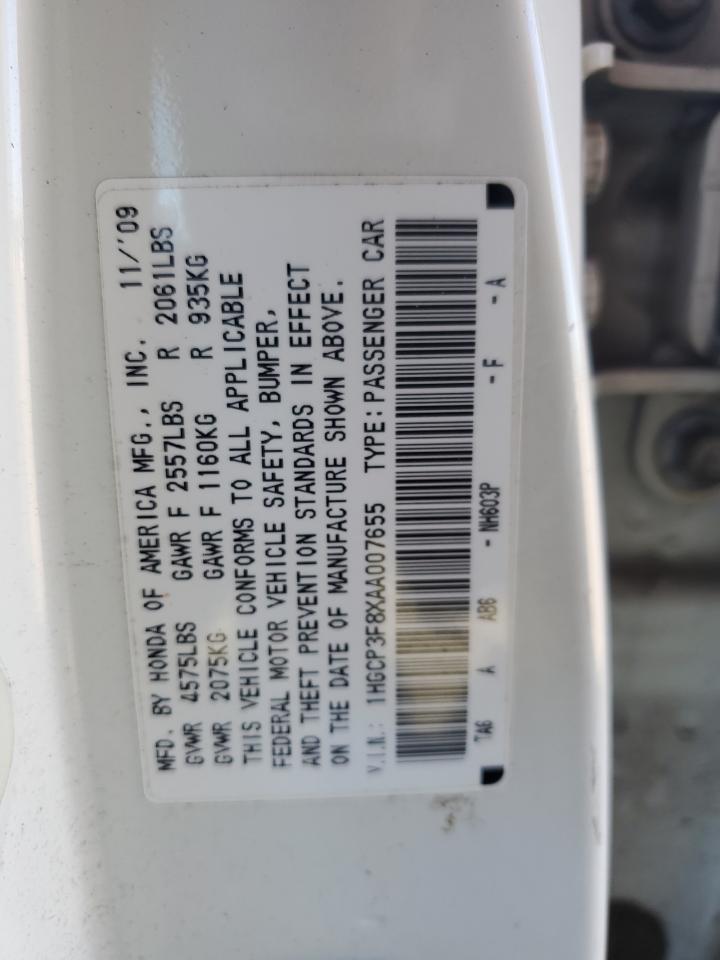 MFD. BY HONDA OF AMERICA MFG., INC. 11/'09
GVWR 4575LBS GAWR F 2557LBS R 2061LBS
GVWR 2075KG GAWR F 1160KG R 935KG
THIS VEHICLE CONFORMS TO ALL APPLICABLE
FEDERAL MOTOR VEHICLE SAFETY, BUMPER,
AND THEFT PREVENTION STANDARDS IN EFFECT
ON THE DATE OF MANUFACTURE SHOWN ABOVE.
V.I.N.: 1HGCP3F8XAA007655 TYPE:PASSENGER CAR
TA6 A AB6 - NH603P - F - A